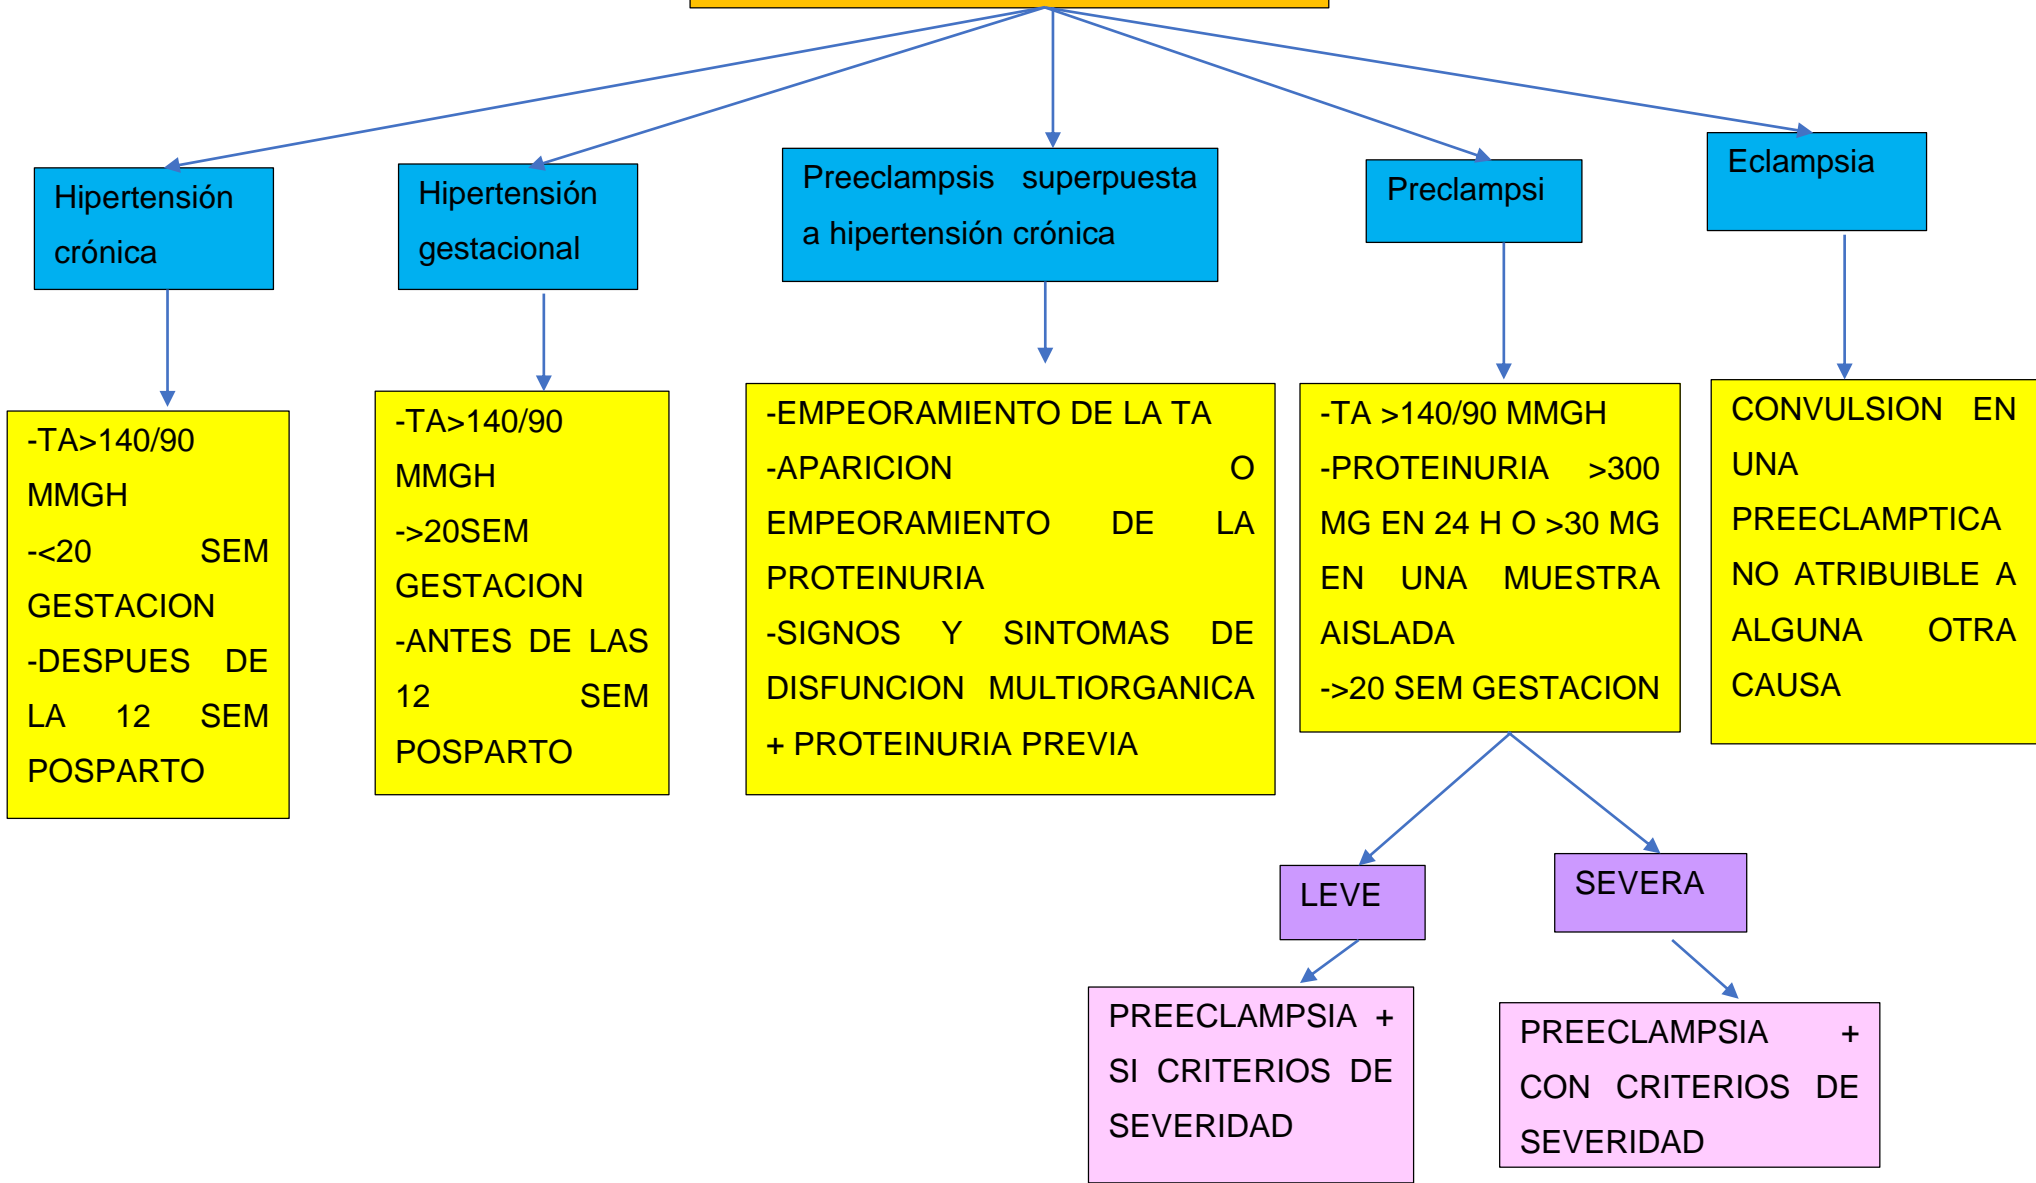 Hipertensión
crónica
Hipertensión
gestacional
Preeclampsis superpuesta
a hipertensión crónica
Preclampsi
Eclampsia
-TA>140/90
MMGH
-<20 SEM
GESTACION
-DESPUES DE
LA 12 SEM
POSPARTO
-TA>140/90
MMGH
->20SEM
GESTACION
-ANTES DE LAS
12 SEM
POSPARTO
-EMPEORAMIENTO DE LA TA
-APARICION O
EMPEORAMIENTO DE LA
PROTEINURIA
-SIGNOS Y SINTOMAS DE
DISFUNCION MULTIORGANICA
+ PROTEINURIA PREVIA
-TA >140/90 MMGH
-PROTEINURIA >300
MG EN 24 H O >30 MG
EN UNA MUESTRA
AISLADA
->20 SEM GESTACION
CONVULSION EN
UNA
PREECLAMPTICA
NO ATRIBUIBLE A
ALGUNA OTRA
CAUSA
LEVE
SEVERA
PREECLAMPSIA +
SI CRITERIOS DE
SEVERIDAD
PREECLAMPSIA +
CON CRITERIOS DE
SEVERIDAD